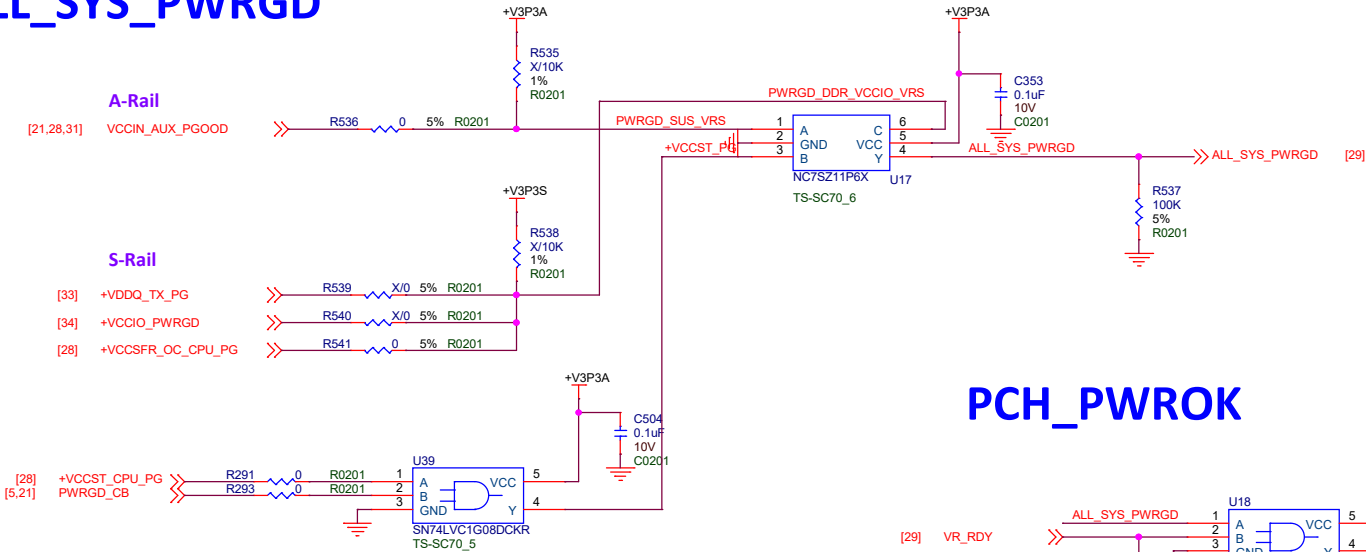 LL_SYS_PWRGD
+V3P3A
R535
X/10K
1%
R0201
A-Rail
[21,28,31] VCCIN_AUX_PGOOD R536 0 5% R0201
PWRGD_SUS_VRS
PWRGD_DDR_VCCIO_VRS
+VCCST_PG
1 A C 6
2 GND VCC 5
3 B Y 4
NC7SZ11P6X U17
TS-SC70_6
+V3P3A
C353
0.1uF
10V
C0201
ALL_SYS_PWRGD
ALL_SYS_PWRGD [29]
R537
100K
5%
R0201
+V3P3S
R538
X/10K
1%
R0201
S-Rail
[33] +VDDQ_TX_PG R539 X/0 5% R0201
[34] +VCCIO_PWRGD R540 X/0 5% R0201
[28] +VCCSFR_OC_CPU_PG R541 0 5% R0201
+V3P3A
C504
0.1uF
10V
C0201
[28] +VCCST_CPU_PG R291 0 R0201
[5,21] PWRGD_CB R293 0 R0201
U39
1 A VCC 5
2 B
3 GND Y 4
SN74LVC1G08DCKR
TS-SC70_5
PCH_PWROK
U18
ALL_SYS_PWRGD 1 A VCC 5
[29] VR_RDY 2 B
3 GND Y 4